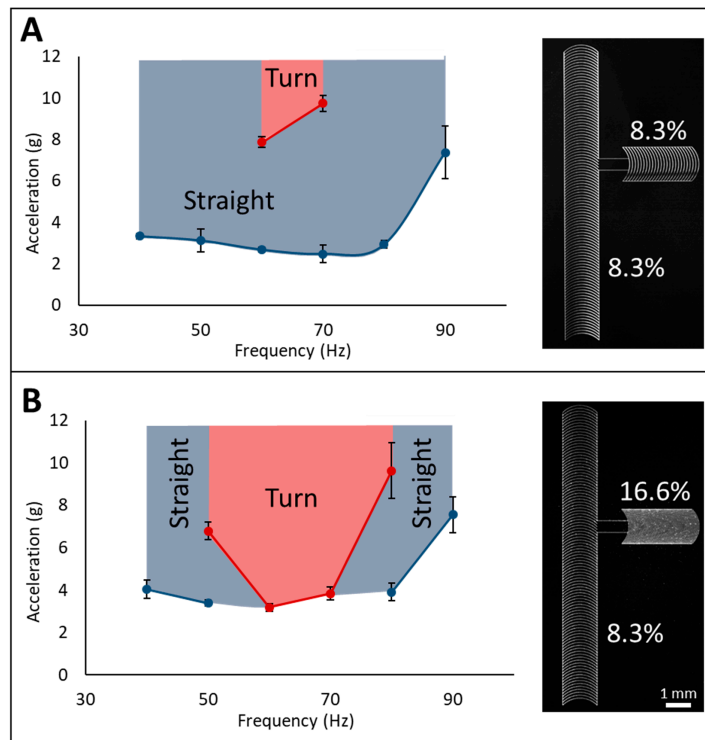 A
12
10
8
6
4
2
0
Acceleration (g)
Turn
Straight
30
50
70
90
Frequency (Hz)
8.3%
8.3%
B
12
10
8
6
4
2
0
Acceleration (g)
Straight
Turn
Straight
30
50
70
90
Frequency (Hz)
16.6%
8.3%
1 mm